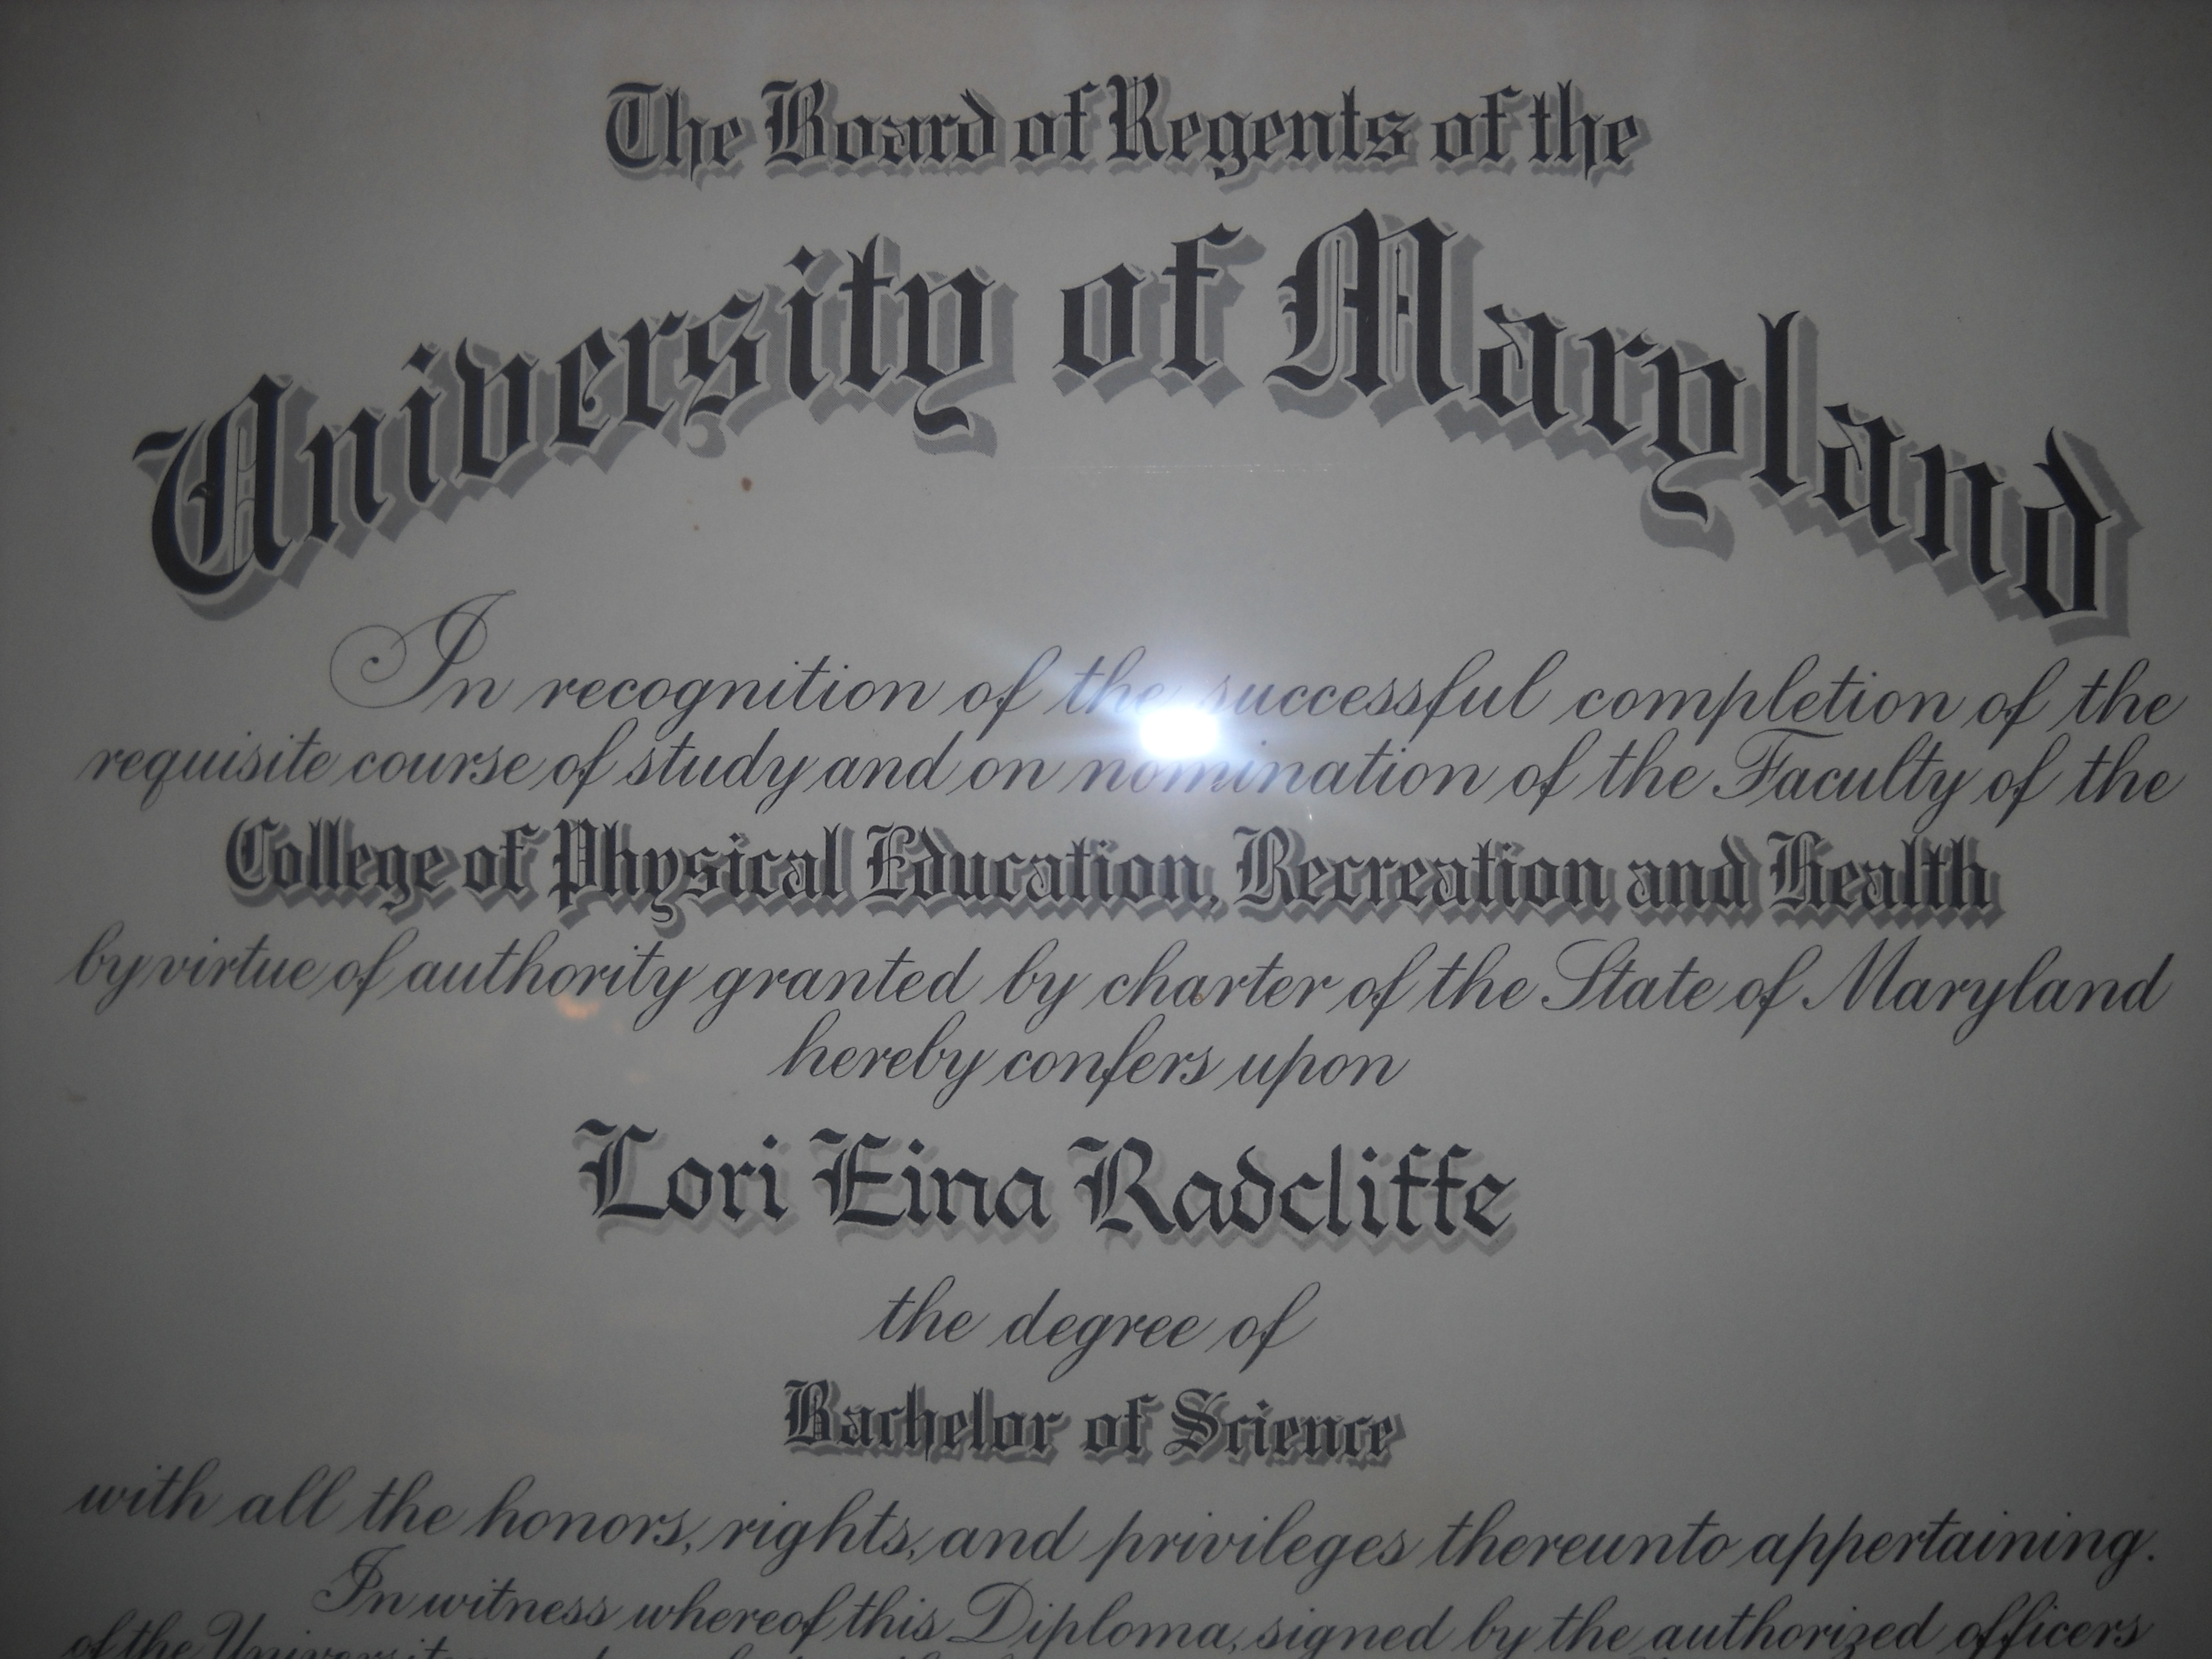 The Board of Regents of the
University of Maryland
In recognition of the successful completion of the
requisite course of study and on nomination of the Faculty of the
College of Physical Education, Recreation and Health
by virtue of authority granted by charter of the State of Maryland
hereby confers upon
Lori Eina Radcliffe
the degree of
Bachelor of Science
with all the honors, rights, and privileges thereunto appertaining.
In witness whereof this Diploma, signed by the authorized officers
of the